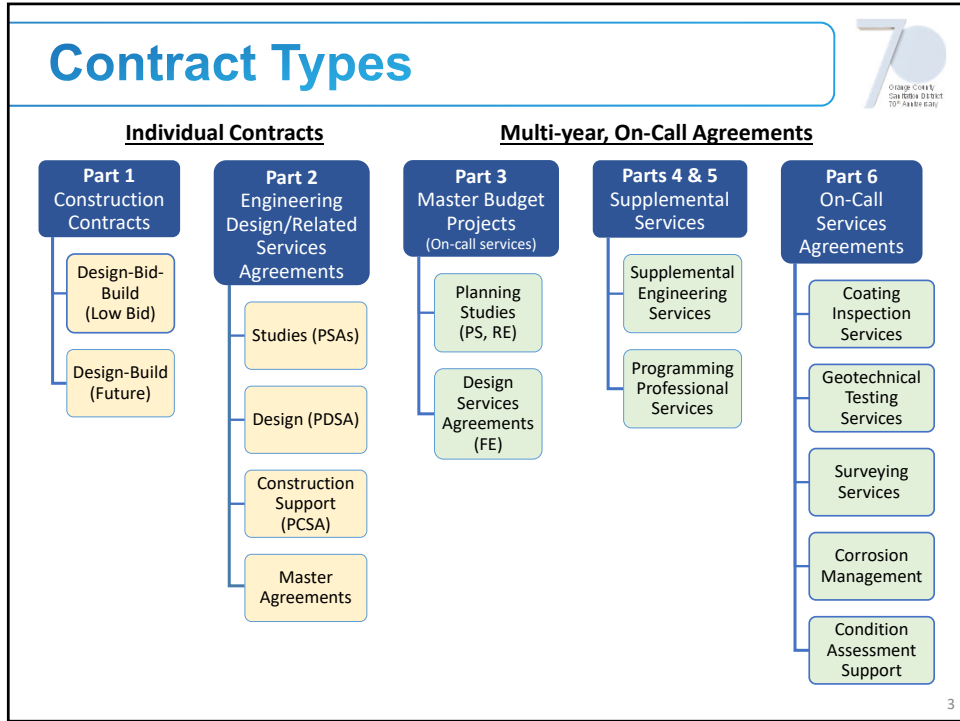 Contract Types
70
Orange County
Sanitation District
70th Anniversary
Individual Contracts
Multi-year, On-Call Agreements
Part 1
Construction
Contracts
Design-Bid-
Build
(Low Bid)
Design-Build
(Future)
Part 2
Engineering
Design/Related
Services
Agreements
Studies (PSAs)
Design (PDSA)
Construction
Support
(PCSA)
Master
Agreements
Part 3
Master Budget
Projects
(On-call services)
Planning
Studies
(PS, RE)
Design
Services
Agreements
(FE)
Parts 4 & 5
Supplemental
Services
Supplemental
Engineering
Services
Programming
Professional
Services
Part 6
On-Call
Services
Agreements
Coating
Inspection
Services
Geotechnical
Testing
Services
Surveying
Services
Corrosion
Management
Condition
Assessment
Support
3